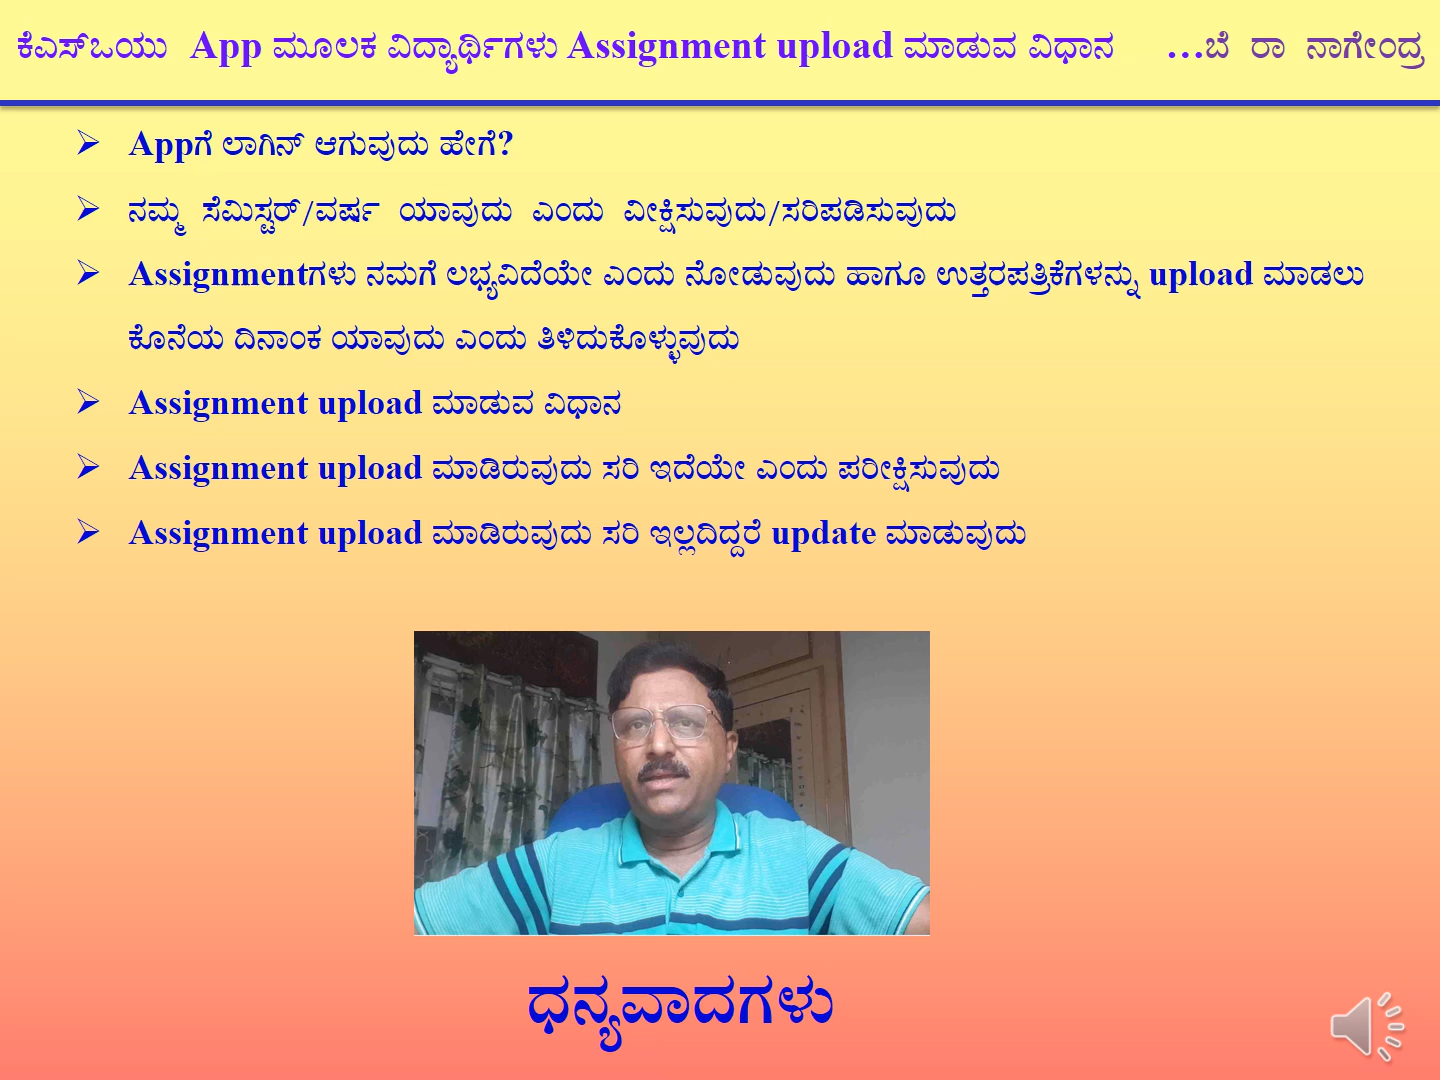 ಕೆಎಸ್ಒಯು App ಮೂಲಕ ವಿದ್ಯಾರ್ಥಿಗಳು Assignment upload ಮಾಡುವ ವಿಧಾನ ...ಬೆ ರಾ ನಾಗೇಂದ್ರ
➢ Appಗೆ ಲಾಗಿನ್ ಆಗುವುದು ಹೇಗೆ?
➢ ನಮ್ಮ ಸೆಮಿಸ್ಟರ್/ವರ್ಷ ಯಾವುದು ಎಂದು ವೀಕ್ಷಿಸುವುದು/ಸರಿಪಡಿಸುವುದು
➢ Assignmentಗಳು ನಮಗೆ ಲಭ್ಯವಿದೆಯೇ ಎಂದು ನೋಡುವುದು ಹಾಗೂ ಉತ್ತರಪತ್ರಿಕೆಗಳನ್ನು upload ಮಾಡಲು
ಕೊನೆಯ ದಿನಾಂಕ ಯಾವುದು ಎಂದು ತಿಳಿದುಕೊಳ್ಳುವುದು
➢ Assignment upload ಮಾಡುವ ವಿಧಾನ
➢ Assignment upload ಮಾಡಿರುವುದು ಸರಿ ಇದೆಯೇ ಎಂದು ಪರೀಕ್ಷಿಸುವುದು
➢ Assignment upload ಮಾಡಿರುವುದು ಸರಿ ಇಲ್ಲದಿದ್ದರೆ update ಮಾಡುವುದು
ಧನ್ಯವಾದಗಳು